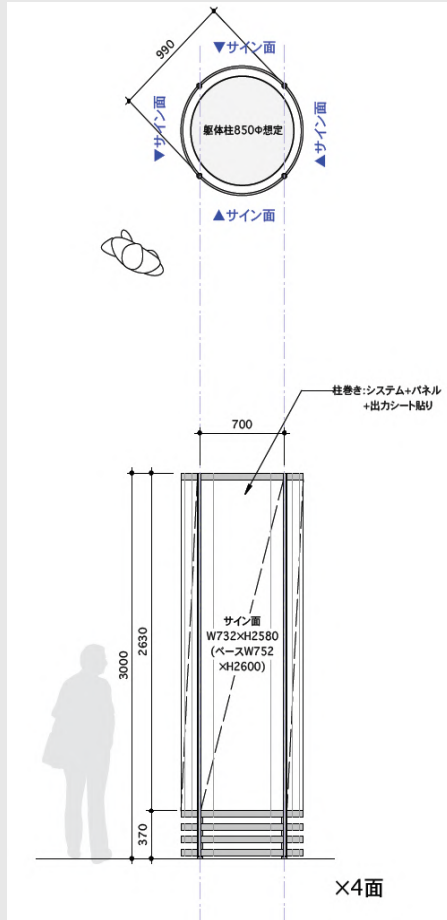 990
▼サイン面
▼サイン面
躯体柱850Φ想定
▲サイン面
▲サイン面
柱巻き:システム+パネル
+出力シート貼り
700
サイン面
W732×H2580
(ベースW752
×H2600)
2630
3000
370
×4面